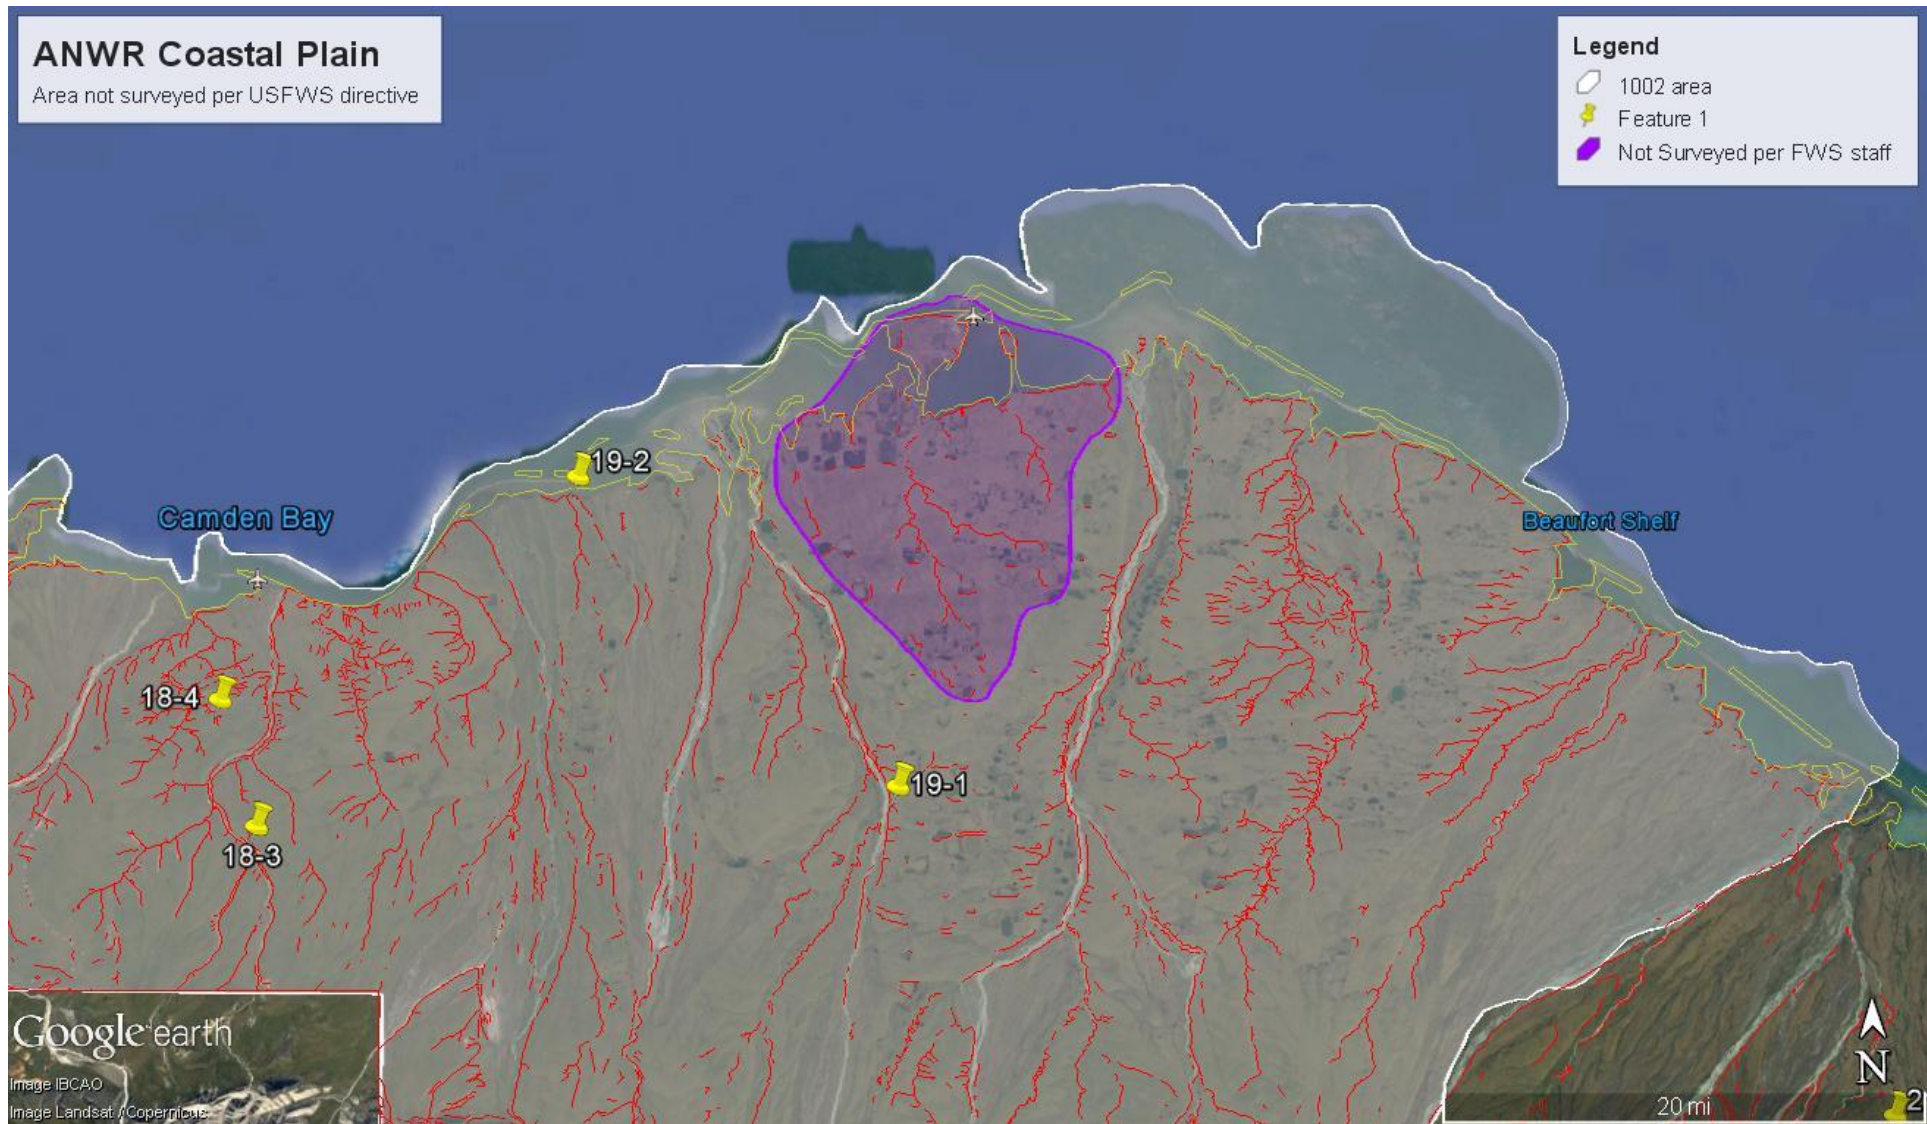 ANWR Coastal Plain
Area not surveyed per USFWS directive
Legend
1002 area
Feature 1
Not Surveyed per FWS staff
19-2
Camden Bay
Beaufort Shelf
18-4
19-1
18-3
Google earth
Image IBCAO
Image Landsat / Copernicus
N
20 mi
2